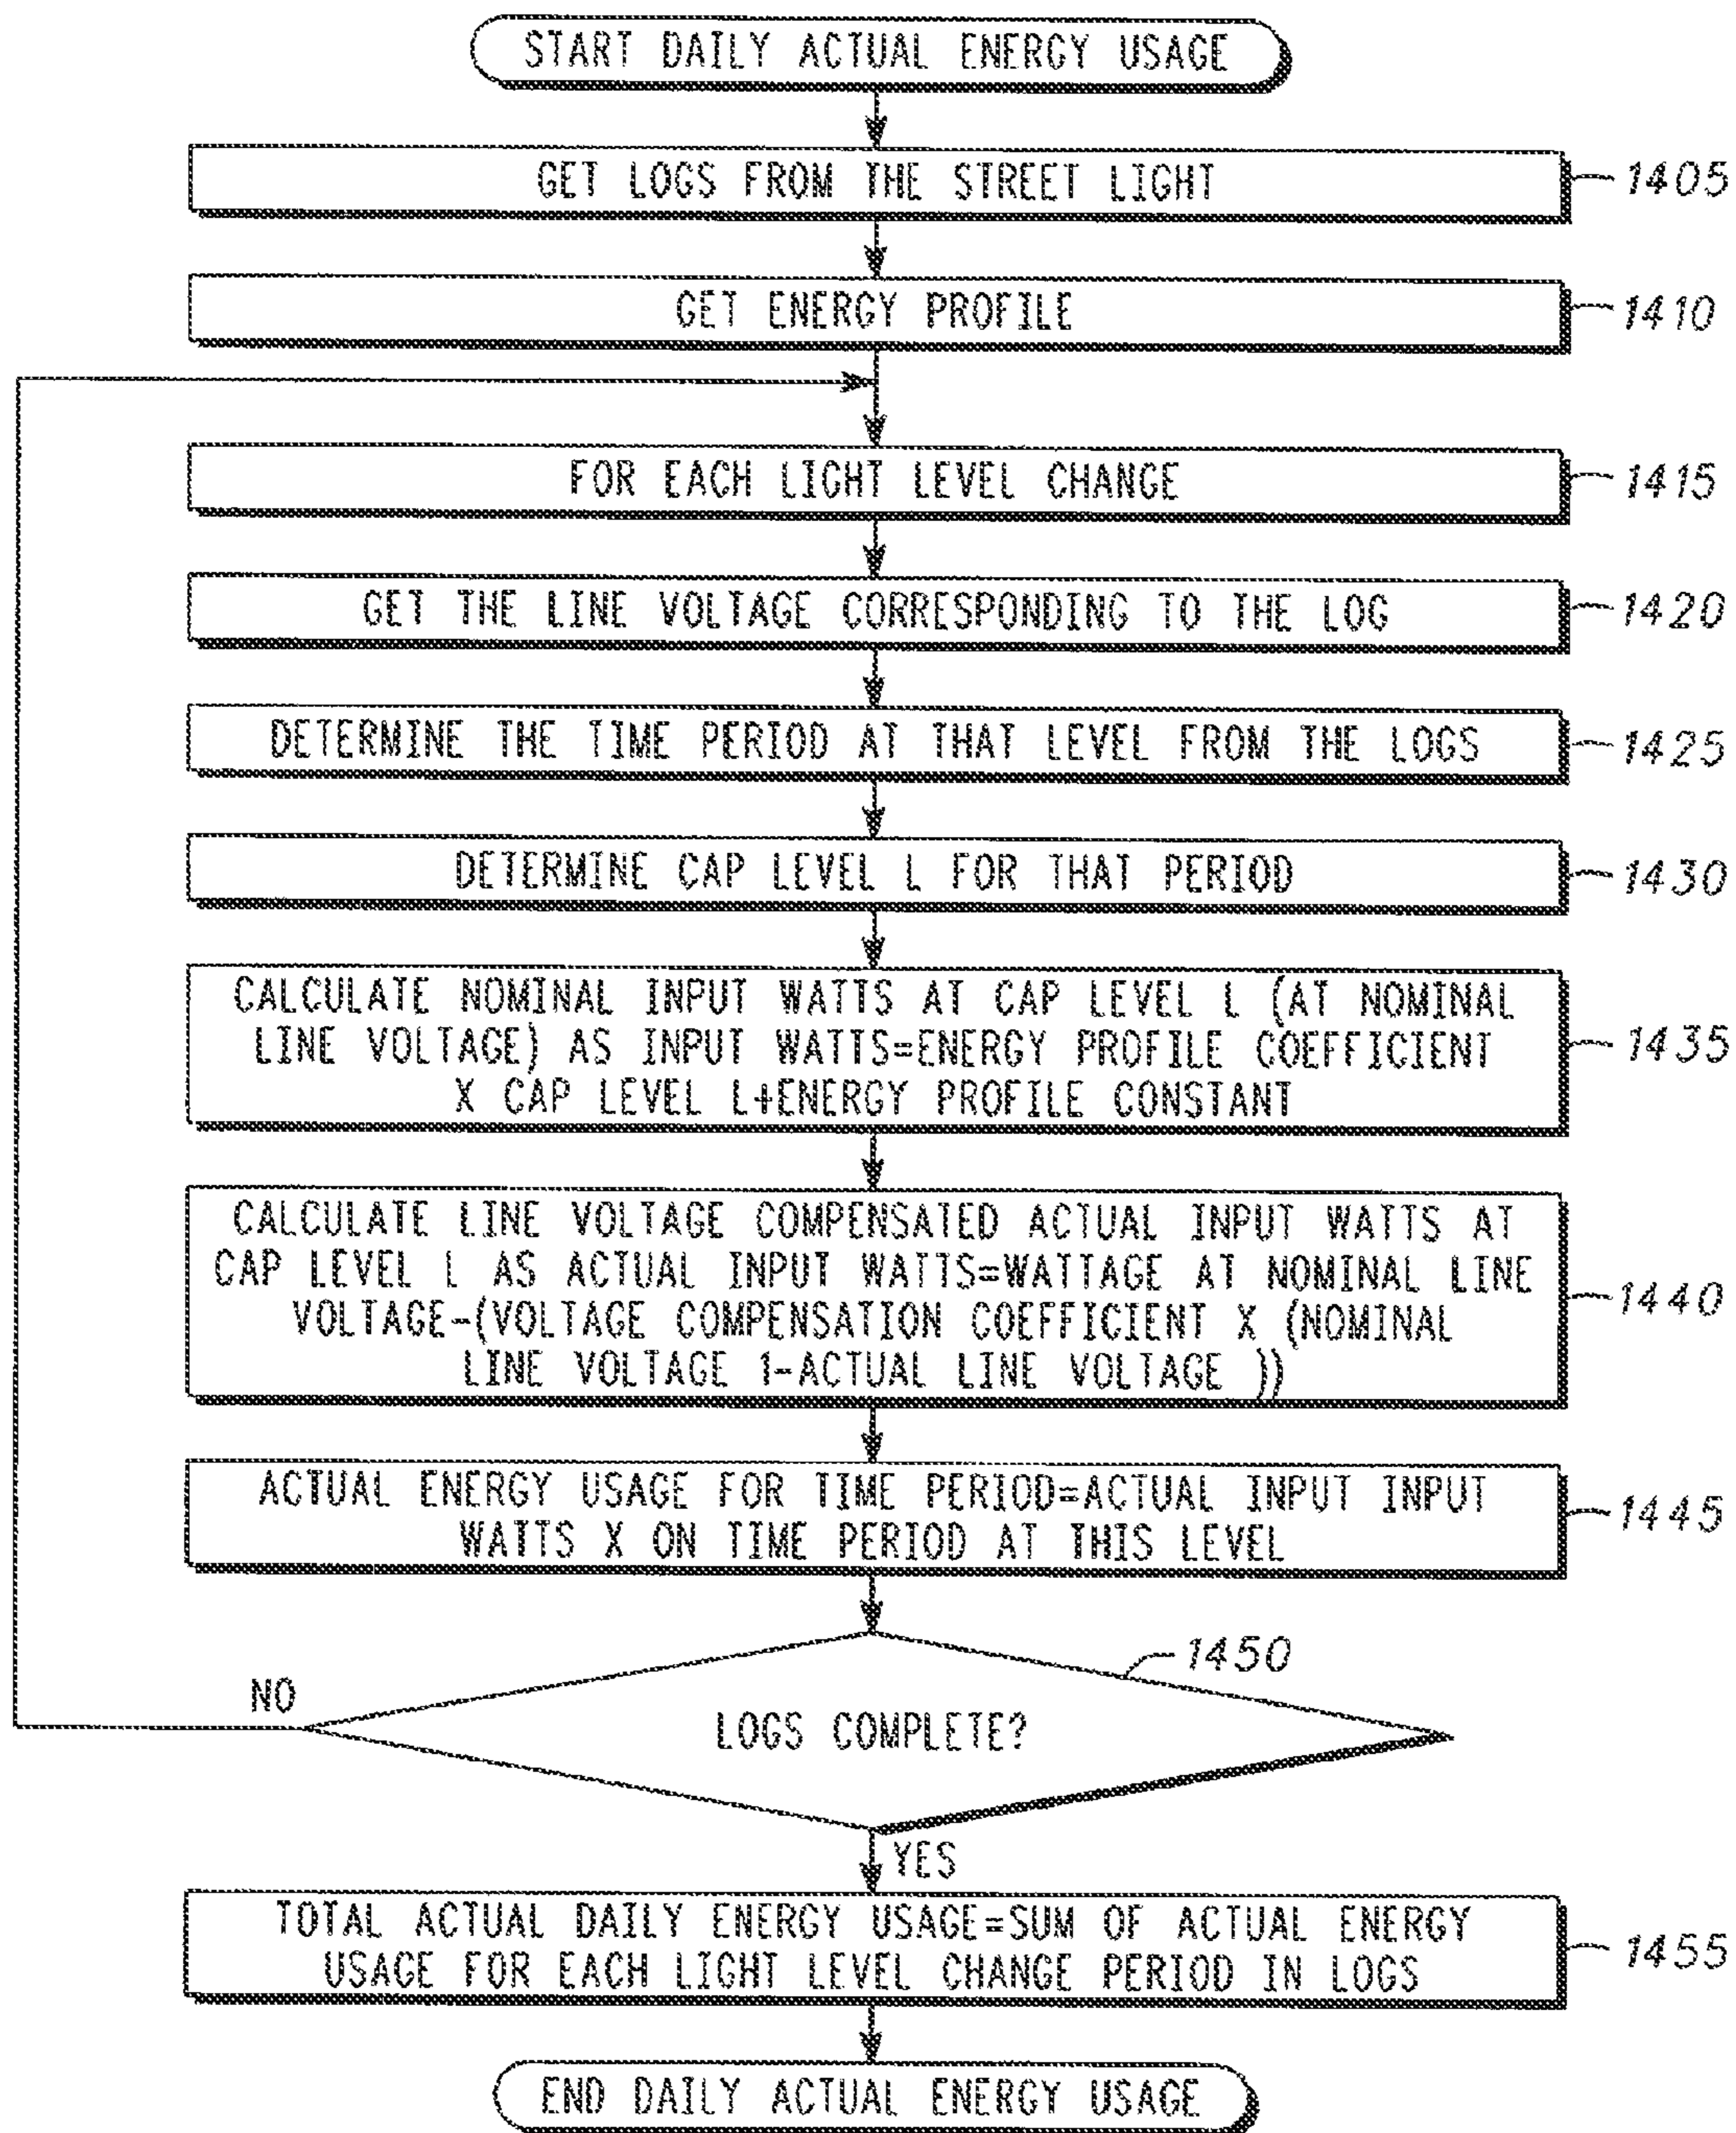 START DAILY ACTUAL ENERGY USAGE
GET LOGS FROM THE STREET LIGHT
1405
GET ENERGY PROFILE
1410
FOR EACH LIGHT LEVEL CHANGE
1415
GET THE LINE VOLTAGE CORRESPONDING TO THE LOG
1420
DETERMINE THE TIME PERIOD AT THAT LEVEL FROM THE LOGS
1425
DETERMINE CAP LEVEL L FOR THAT PERIOD
1430
CALCULATE NOMINAL INPUT WATTS AT CAP LEVEL L (AT NOMINAL
LINE VOLTAGE) AS INPUT WATTS=ENERGY PROFILE COEFFICIENT
X CAP LEVEL L+ENERGY PROFILE CONSTANT
1435
CALCULATE LINE VOLTAGE COMPENSATED ACTUAL INPUT WATTS AT
CAP LEVEL L AS ACTUAL INPUT WATTS=WATTAGE AT NOMINAL LINE
VOLTAGE-(VOLTAGE COMPENSATION COEFFICIENT X (NOMINAL
LINE VOLTAGE 1-ACTUAL LINE VOLTAGE ))
1440
ACTUAL ENERGY USAGE FOR TIME PERIOD=ACTUAL INPUT INPUT
WATTS X ON TIME PERIOD AT THIS LEVEL
1445
1450
NO
LOGS COMPLETE?
YES
TOTAL ACTUAL DAILY ENERGY USAGE=SUM OF ACTUAL ENERGY
USAGE FOR EACH LIGHT LEVEL CHANGE PERIOD IN LOGS
1455
END DAILY ACTUAL ENERGY USAGE